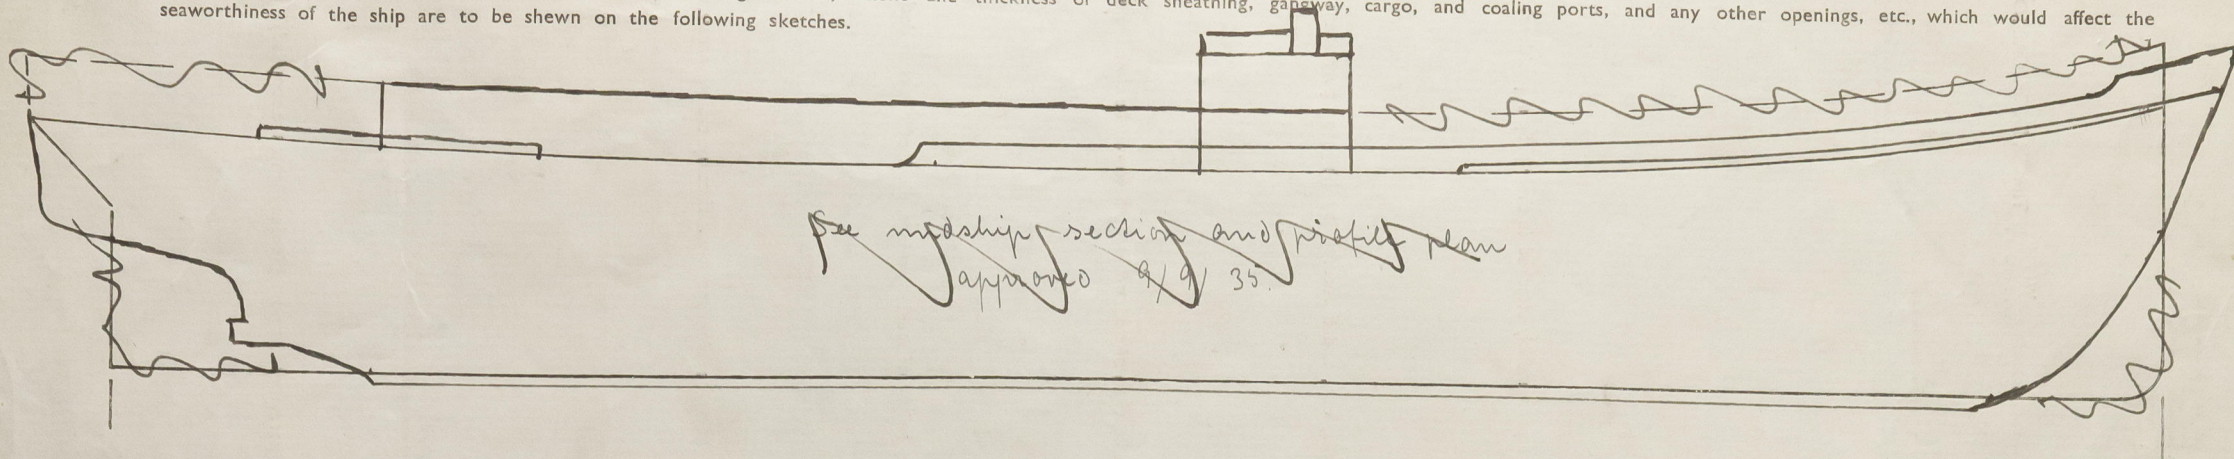 deck sheathing, gangway, cargo, and coaling ports, and any other openings, etc., which would affect the
seaworthiness of the ship are to be shewn on the following sketches.
See midship section and profile plan
approved 9/9/35.